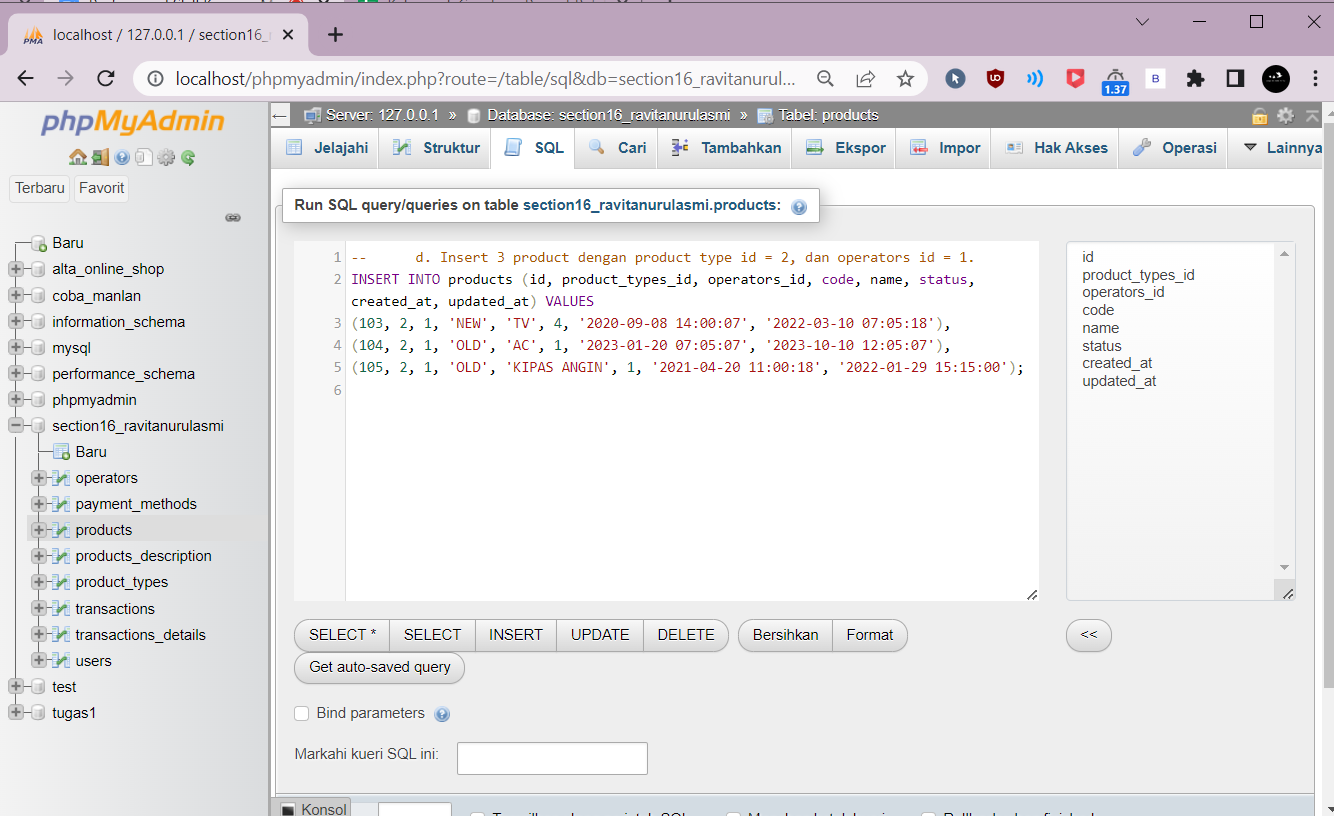 localhost / 127.0.0.1 / section16_r
localhost/phpmyadmin/index.php?route=/table/sql&db=section16_ravitanurul...
1.37
B
phpMyAdmin
Terbaru Favorit
Baru
alta_online_shop
coba_manlan
information_schema
mysql
performance_schema
phpmyadmin
section16_ravitanurulasmi
Baru
operators
payment_methods
products
products_description
product_types
transactions
transactions_details
users
test
tugas1
Server: 127.0.0.1 » Database: section16_ravitanurulasmi » Tabel: products
Jelajahi Struktur SQL Cari Tambahkan Ekspor Impor Hak Akses Operasi Lainnya
Run SQL query/queries on table section16_ravitanurulasmi.products:
1 -- d. Insert 3 product dengan product type id = 2, dan operators id = 1.
2 INSERT INTO products (id, product_types_id, operators_id, code, name, status,
created_at, updated_at) VALUES
3 (103, 2, 1, 'NEW', 'TV', 4, '2020-09-08 14:00:07', '2022-03-10 07:05:18'),
4 (104, 2, 1, 'OLD', 'AC', 1, '2023-01-20 07:05:07', '2023-10-10 12:05:07'),
5 (105, 2, 1, 'OLD', 'KIPAS ANGIN', 1, '2021-04-20 11:00:18', '2022-01-29 15:15:00');
6
id
product_types_id
operators_id
code
name
status
created_at
updated_at
SELECT * SELECT INSERT UPDATE DELETE Bersihkan Format <<
Get auto-saved query
Bind parameters
Markahi kueri SQL ini:
Konsol